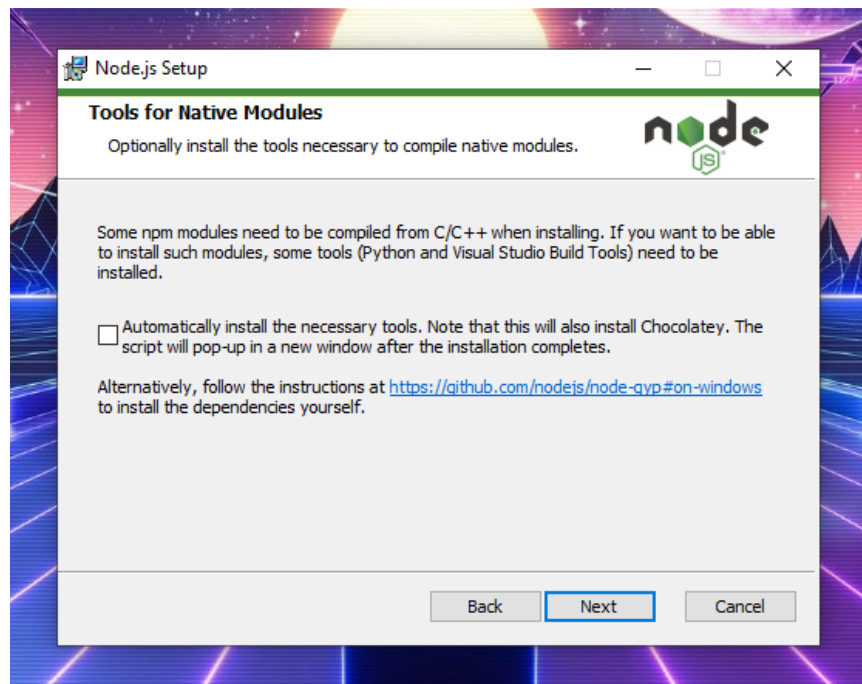 Node.js Setup
Tools for Native Modules
Optionally install the tools necessary to compile native modules.
node
JS
Some npm modules need to be compiled from C/C++ when installing. If you want to be able
to install such modules, some tools (Python and Visual Studio Build Tools) need to be
installed.
Automatically install the necessary tools. Note that this will also install Chocolatey. The
script will pop-up in a new window after the installation completes.
Alternatively, follow the instructions at https://github.com/nodejs/node-gyp#on-windows
to install the dependencies yourself.
Back Next Cancel